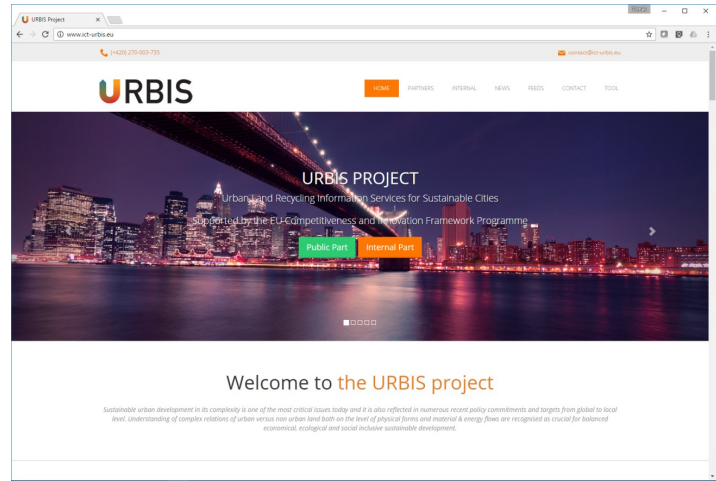 URBIS Project
www.ict-urbis.eu
(+420) 270-003-735
contact@ict-urbis.eu
URBIS
HOME PARTNERS INTERNAL NEWS FEEDS CONTACT TOOL
URBIS PROJECT
Urban Land Recycling Information Services for Sustainable Cities
Supported by the EU Competitiveness and Innovation Framework Programme
Public Part Internal Part
Welcome to the URBIS project
Sustainable urban development in its complexity is one of the most critical issues today and it is also reflected in numerous recent policy commitments and targets from global to local
level. Understanding of complex relations of urban versus non urban land both on the level of physical forms and material & energy flows are recognised as crucial for balanced
economical, ecological and social inclusive sustainable development.